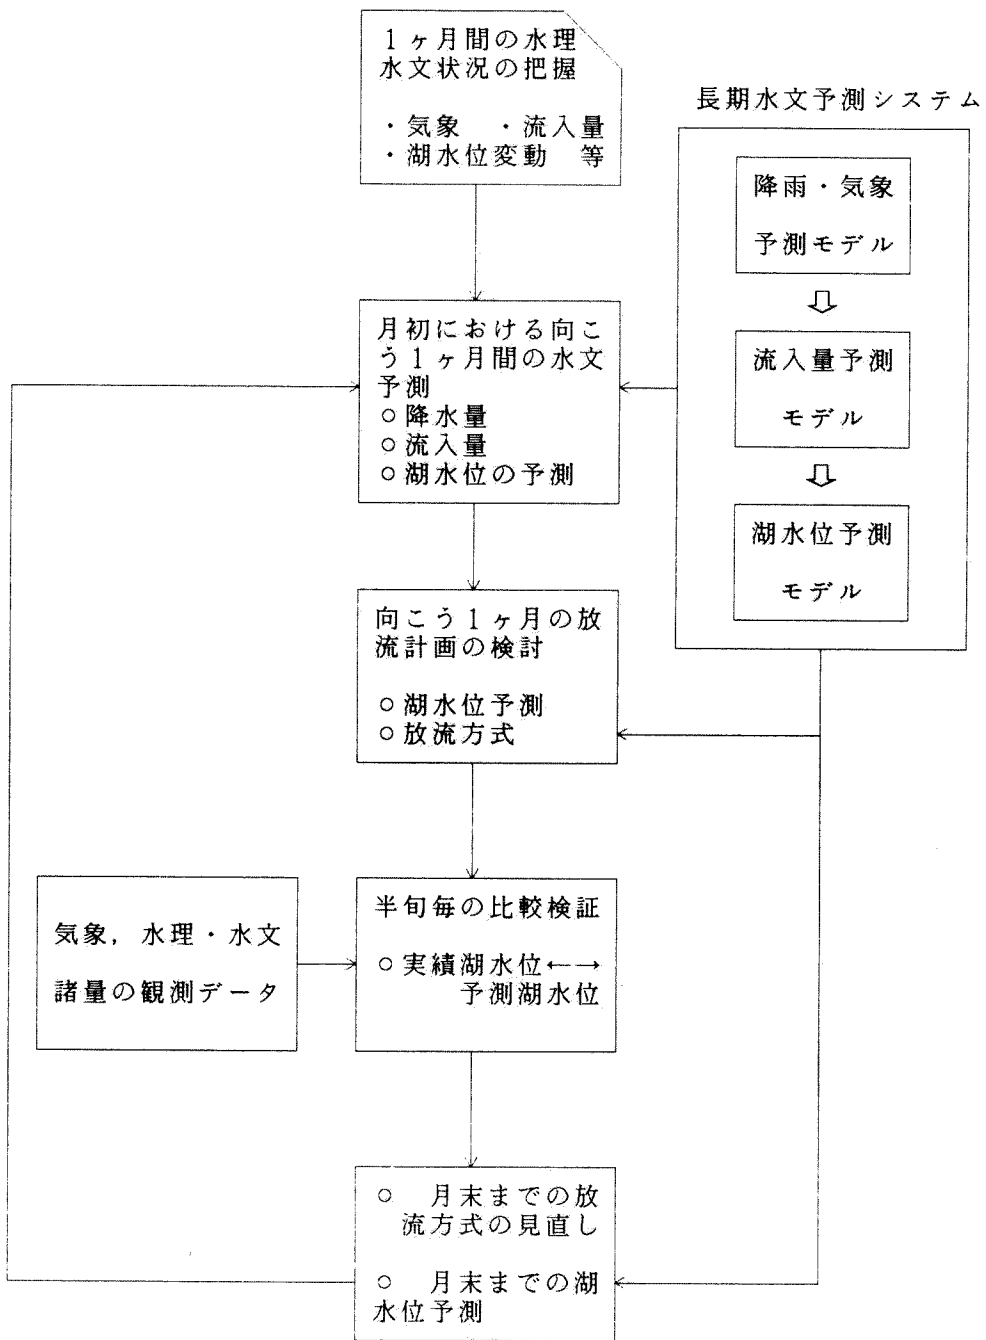 1ヶ月間の水理
水文状況の把握
・気象 ・流入量
・湖水位変動 等
長期水文予測システム
降雨・気象
予測モデル
流入量予測
モデル
湖水位予測
モデル
月初における向こ
う1ヶ月間の水文
予測
○降水量
○流入量
○湖水位の予測
向こう1ヶ月の放
流計画の検討
○湖水位予測
○放流方式
気象，水理・水文
諸量の観測データ
半旬毎の比較検証
○実績湖水位←→
予測湖水位
○ 月末までの放
流方式の見直し
○ 月末までの湖
水位予測